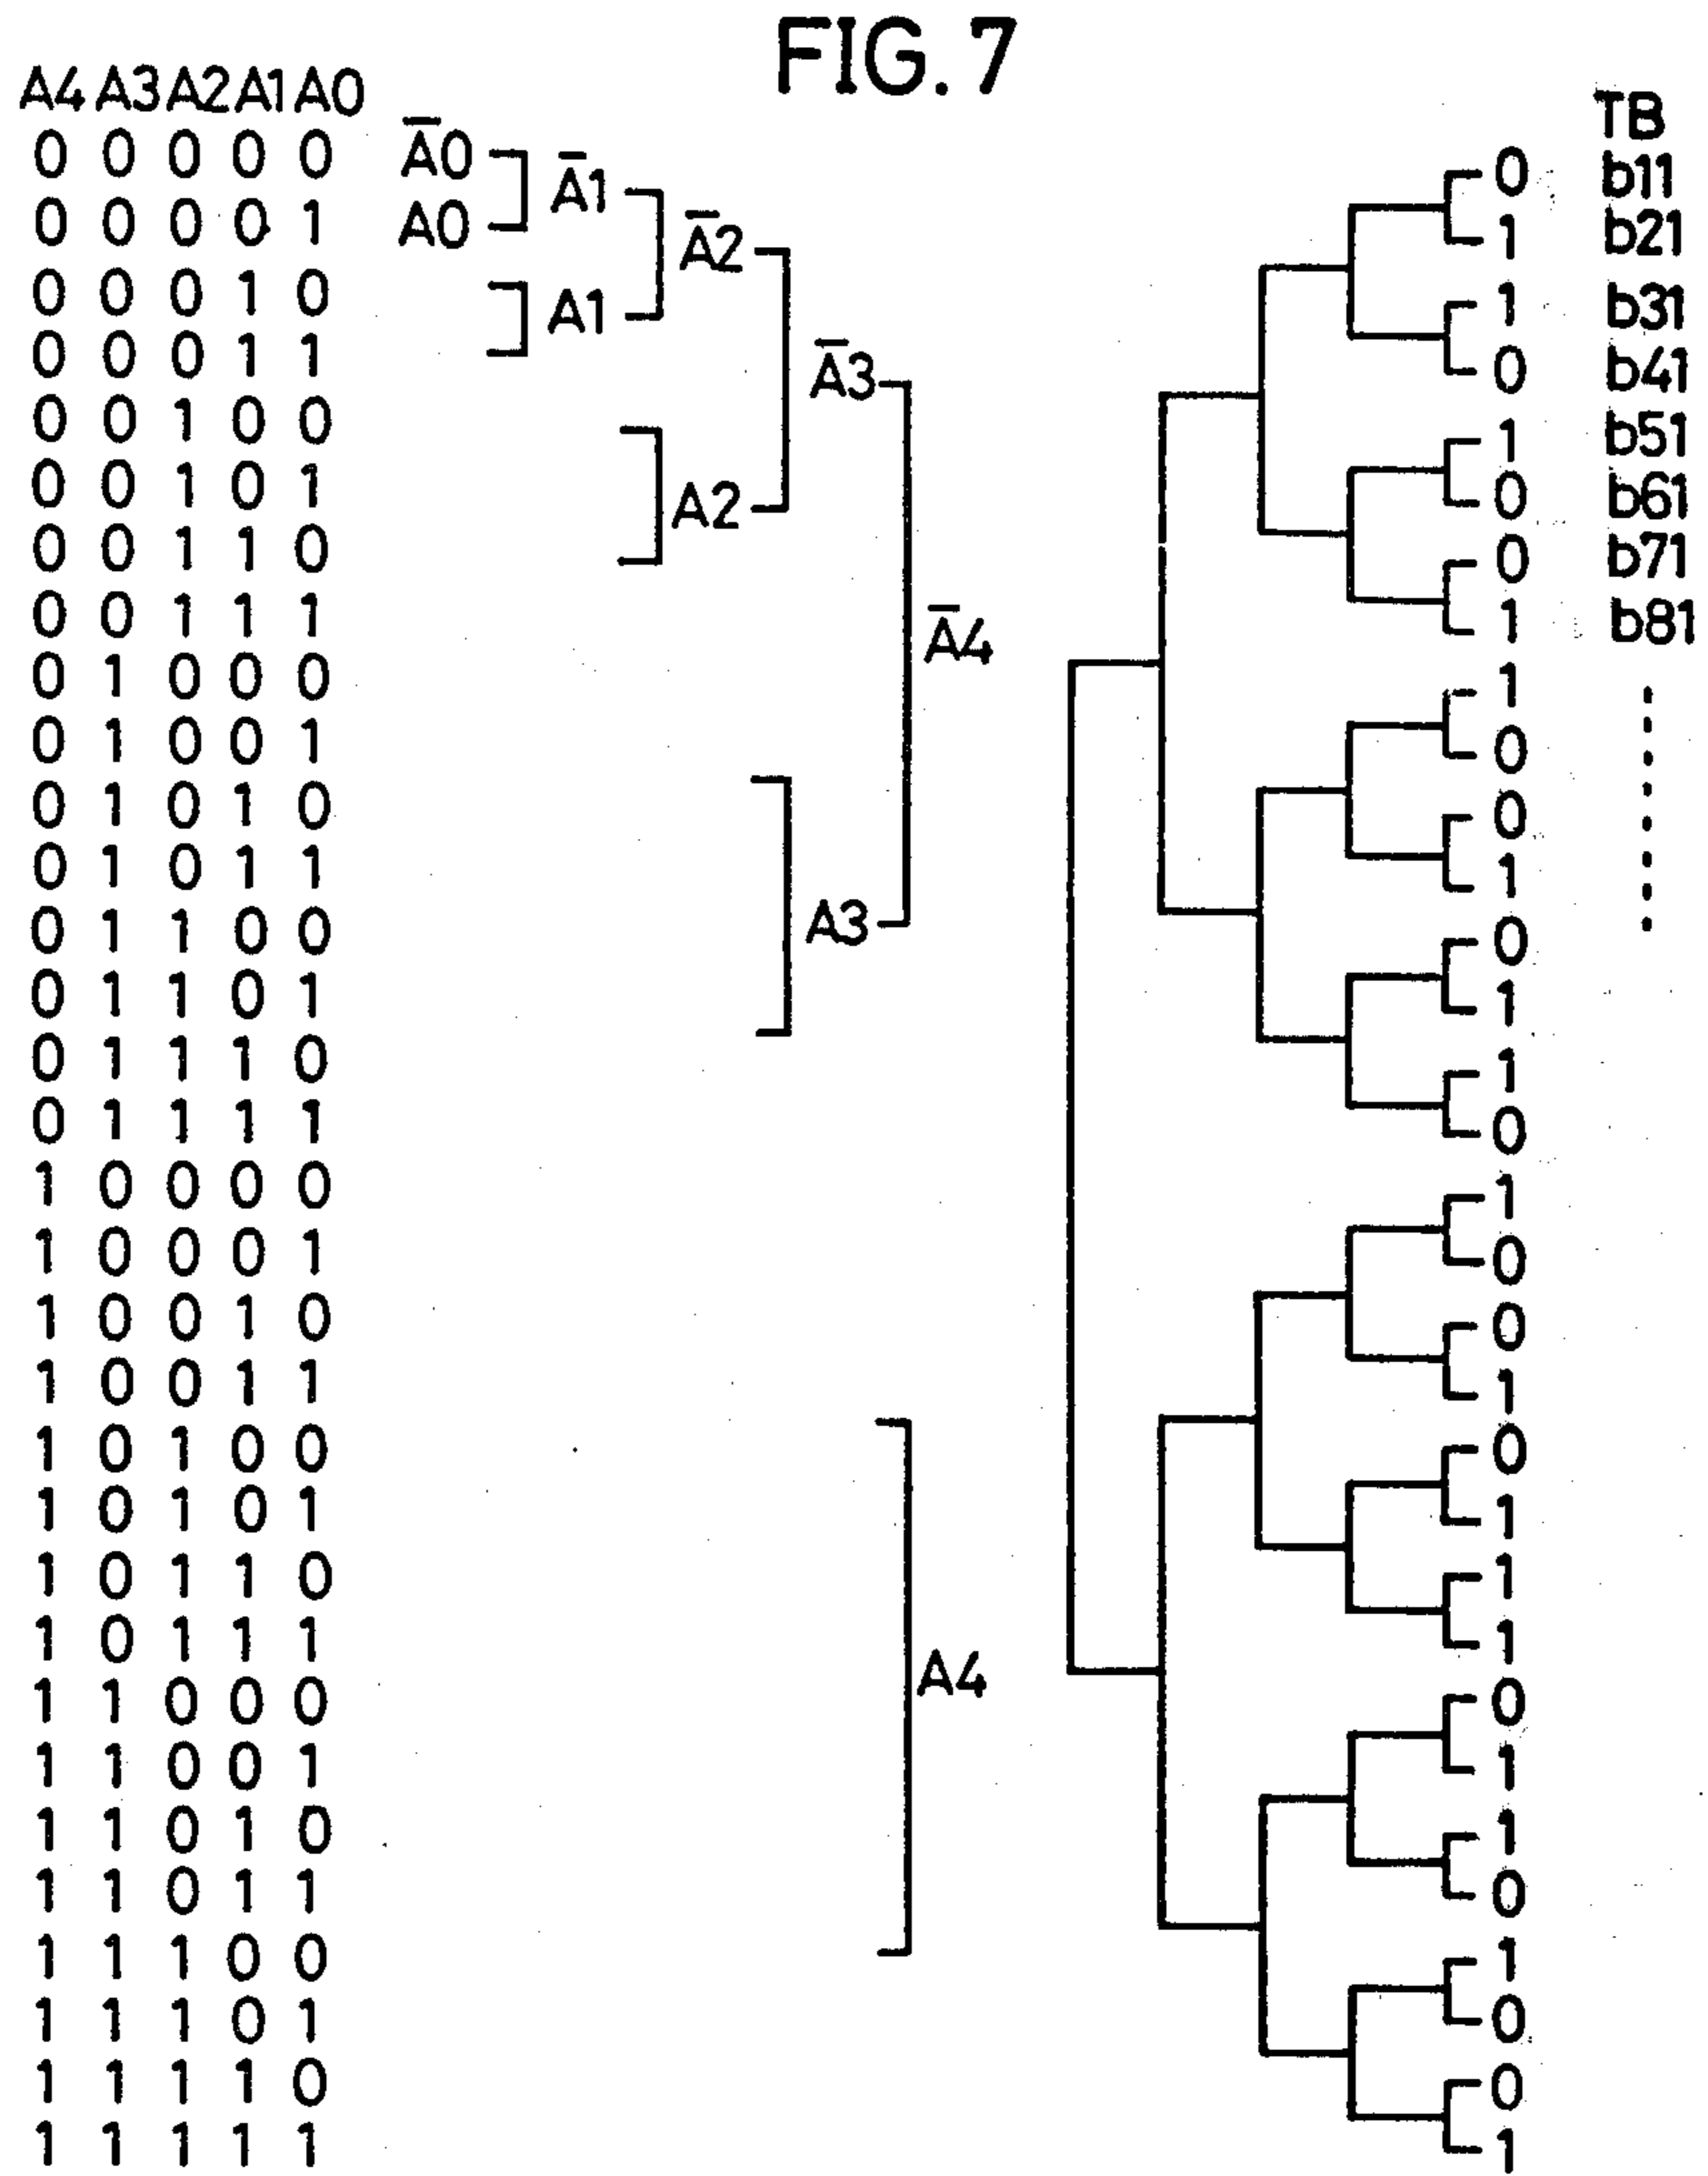 FIG.7
A4 A3 A2 A1 A0
0 0 0 0 0
0 0 0 0 1
0 0 0 1 0
0 0 0 1 1
0 0 1 0 0
0 0 1 0 1
0 0 1 1 0
0 0 1 1 1
0 1 0 0 0
0 1 0 0 1
0 1 0 1 0
0 1 0 1 1
0 1 1 0 0
0 1 1 0 1
0 1 1 1 0
0 1 1 1 1
1 0 0 0 0
1 0 0 0 1
1 0 0 1 0
1 0 0 1 1
1 0 1 0 0
1 0 1 0 1
1 0 1 1 0
1 0 1 1 1
1 1 0 0 0
1 1 0 0 1
1 1 0 1 0
1 1 0 1 1
1 1 1 0 0
1 1 1 0 1
1 1 1 1 0
1 1 1 1 1
A̅0
A0
A̅1
A1
A̅2
A2
A̅3
A3
A̅4
A4
TB
0 b11
1 b21
1 b31
0 b41
1 b51
0 b61
0 b71
1 b81
1
0
0
1
0
1
1
0
1
0
0
1
0
1
1
1
0
1
1
0
1
0
0
1